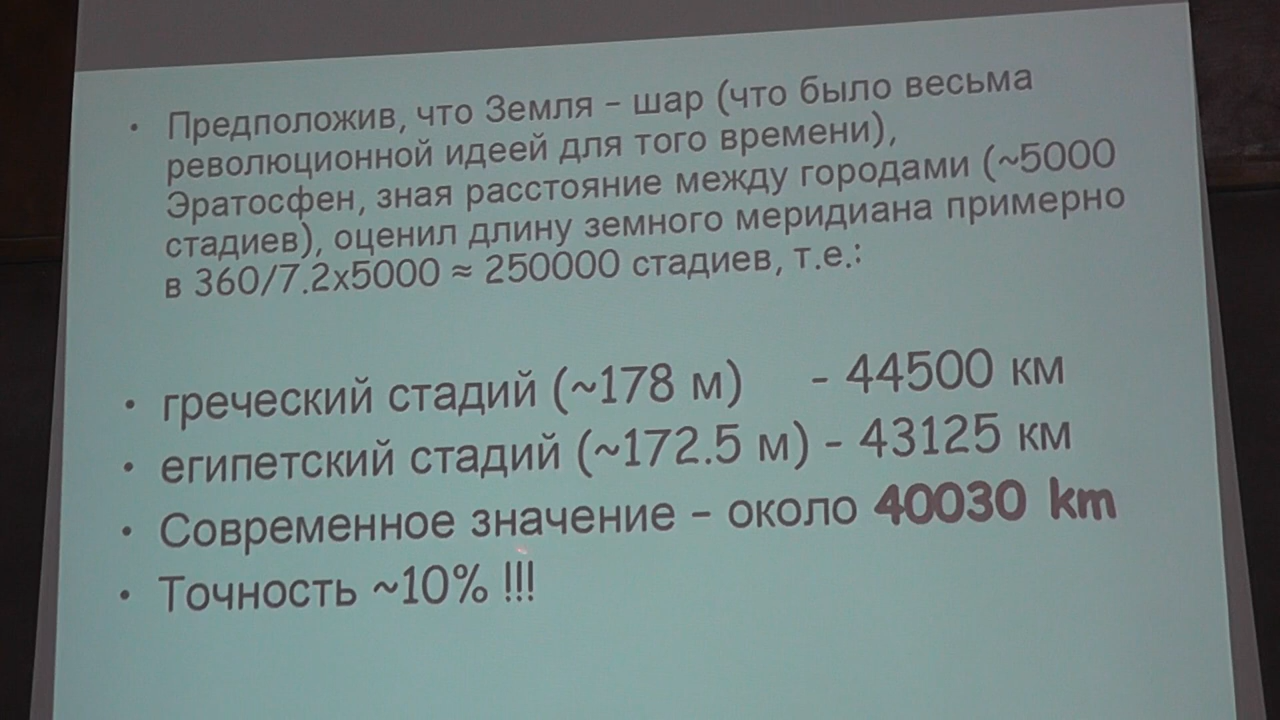 • Предположив, что Земля – шар (что было весьма
революционной идеей для того времени),
Эратосфен, зная расстояние между городами (~5000
стадиев), оценил длину земного меридиана примерно
в 360/7.2x5000 ≈ 250000 стадиев, т.е.:
• греческий стадий (~178 м) - 44500 км
• египетский стадий (~172.5 м) - 43125 км
• Современное значение – около 40030 km
• Точность ~10% !!!